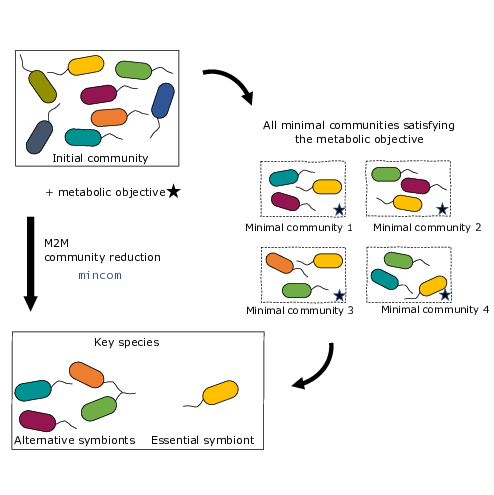 Initial community
+ metabolic objective
M2M
community reduction
mincom
All minimal communities satisfying
the metabolic objective
Minimal community 1
Minimal community 2
Minimal community 3
Minimal community 4
Key species
Alternative symbionts
Essential symbiont